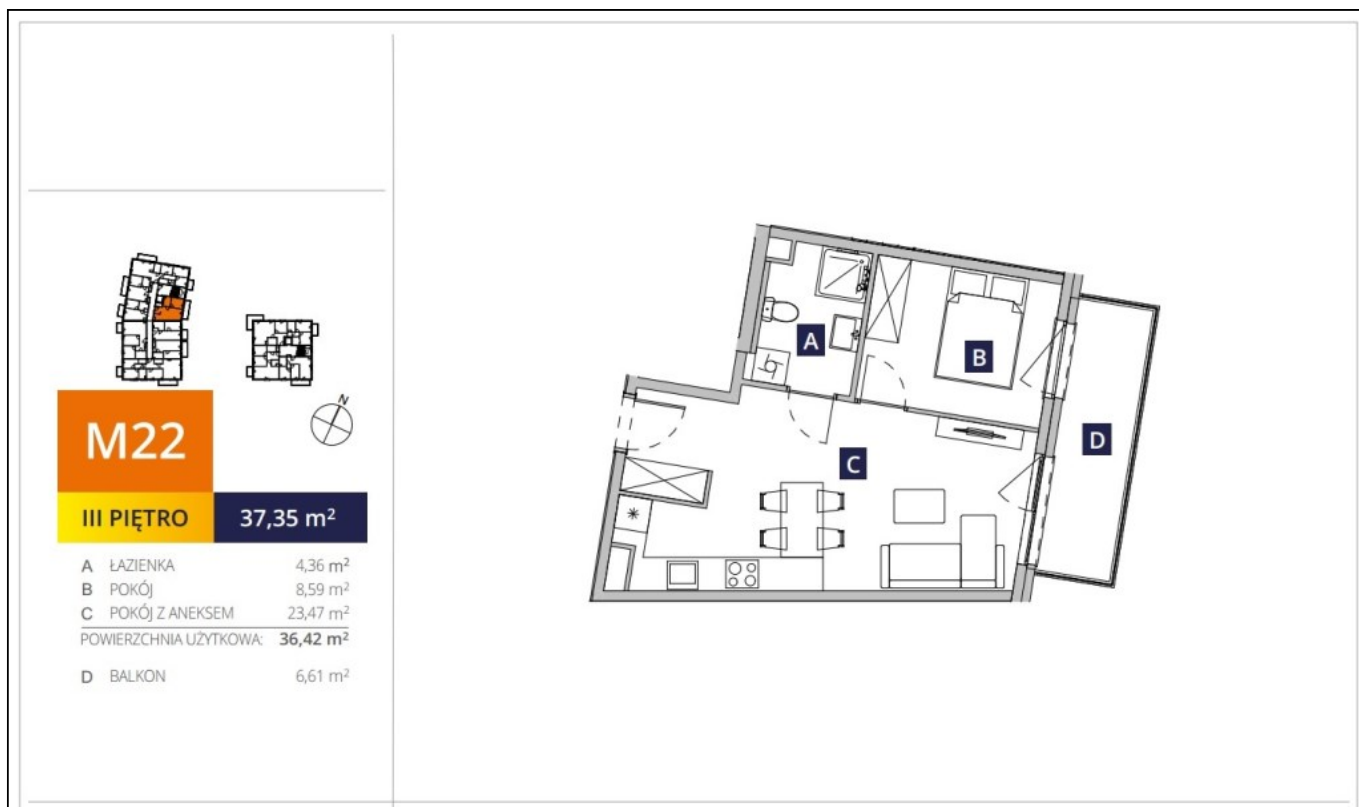 N
M22
III PIĘTRO 37,35 m²
A ŁAZIENKA 4,36 m²
B POKÓJ 8,59 m²
C POKÓJ Z ANEKSEM 23,47 m²
POWIERZCHNIA UŻYTKOWA: 36,42 m²
D BALKON 6,61 m²
A
B
D
C